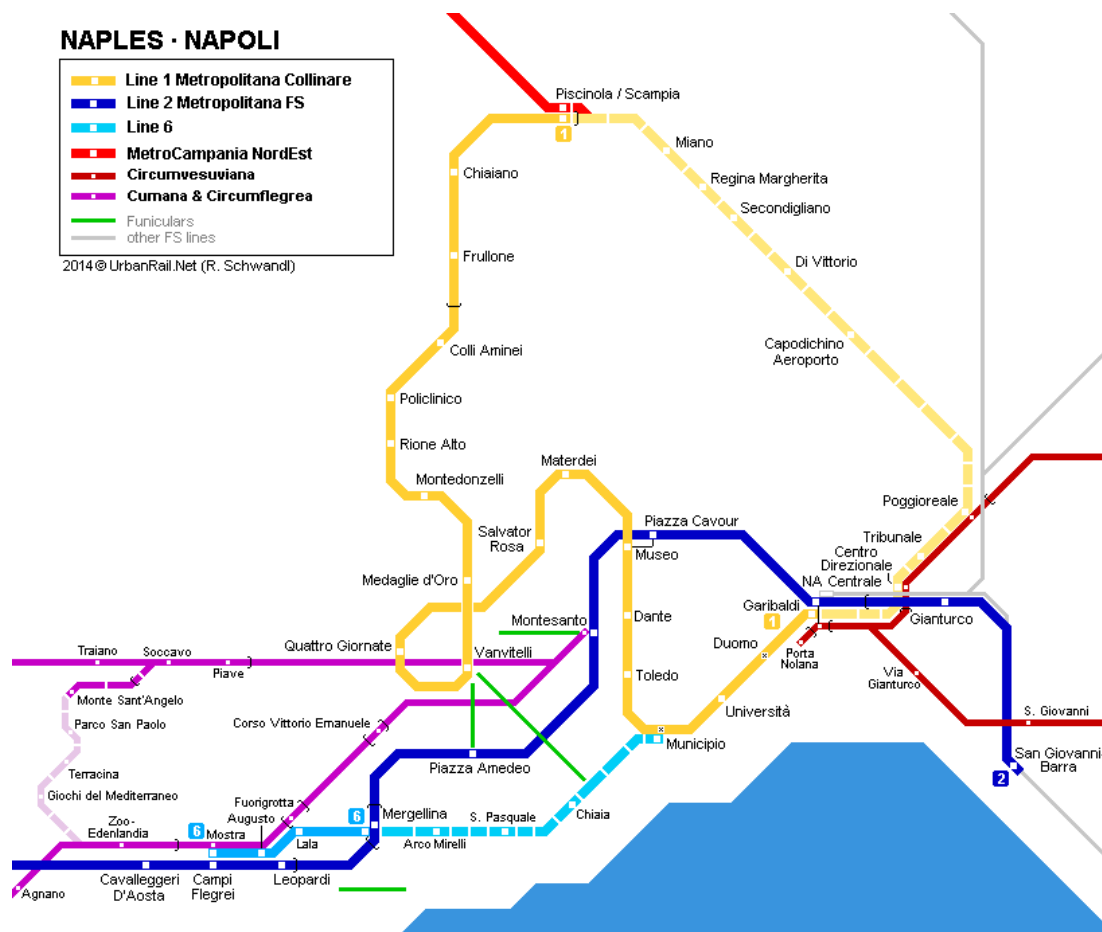 NAPLES · NAPOLI
Line 1 Metropolitana Collinare
Line 2 Metropolitana FS
Line 6
MetroCampania NordEst
Circumvesuviana
Cumana & Circumflegrea
Funiculars
other FS lines
2014 © UrbanRail.Net (R. Schwandl)
Piscinola / Scampia
1
Miano
Chiaiano
Regina Margherita
Secondigliano
Frullone
Di Vittorio
Colli Aminei
Capodichino
Aeroporto
Policlinico
Rione Alto
Materdei
Montedonzelli
Poggioreale
Piazza Cavour
Salvator
Rosa
Museo
Tribunale
Centro
Direzionale
Medaglie d'Oro
NA Centrale
Garibaldi
1
Montesanto
Dante
Gianturco
Quattro Giornate
Vanvitelli
Duomo
Porta
Nolana
Traiano
Soccavo
Piave
Via
Gianturco
Toledo
Monte Sant'Angelo
Università
S. Giovanni
Parco San Paolo
Corso Vittorio Emanuele
Municipio
Piazza Amedeo
San Giovanni-
Barra
2
Terracina
Giochi del Mediterraneo
Fuorigrotta
Augusto
Mergellina
6
S. Pasquale
Chiaia
Zoo-
Edenlandia
6
Mostra
Lala
Arco Mirelli
Agnano
Cavalleggeri
D'Aosta
Campi
Flegrei
Leopardi